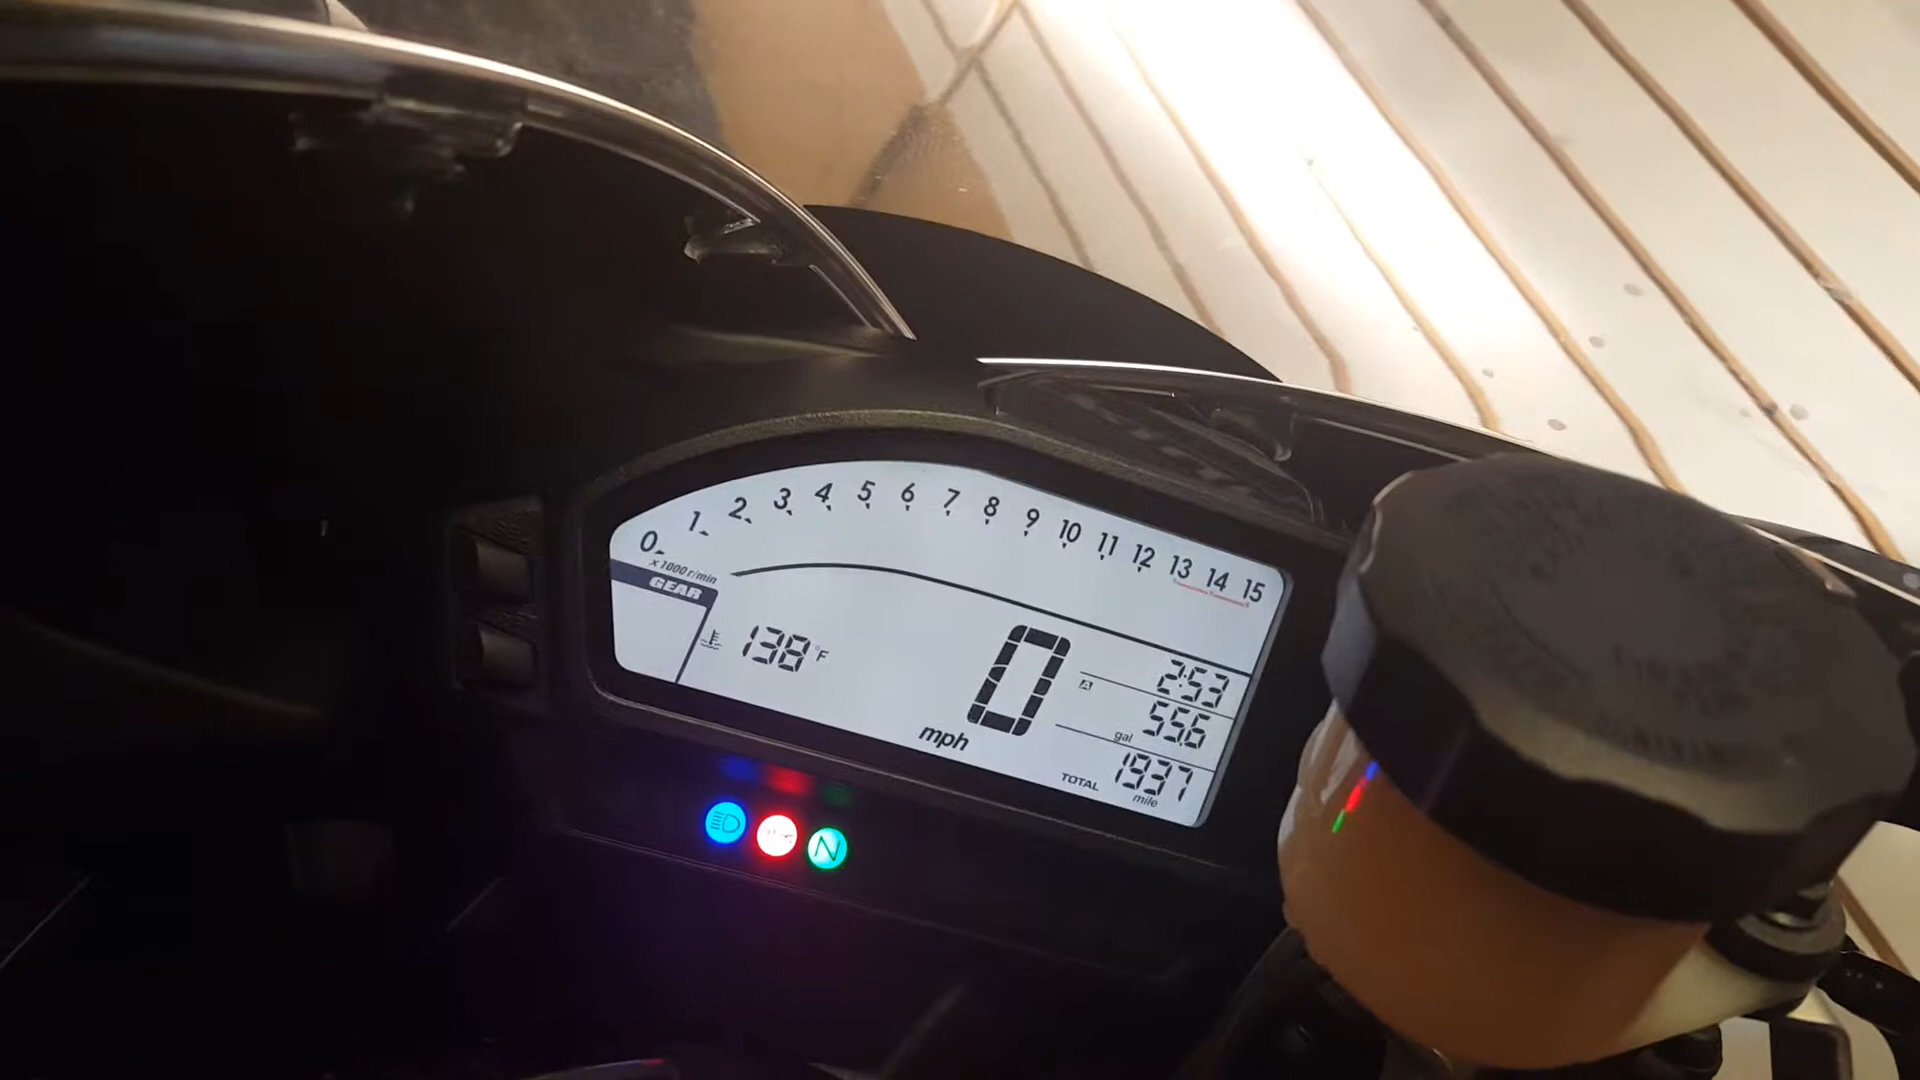 0 1 2 3 4 5 6 7 8 9 10 11 12 13 14 15
x 1000 r/min
GEAR
138 °F
0
mph
2:53
A
gal 55.6
TOTAL 1937
mile
N